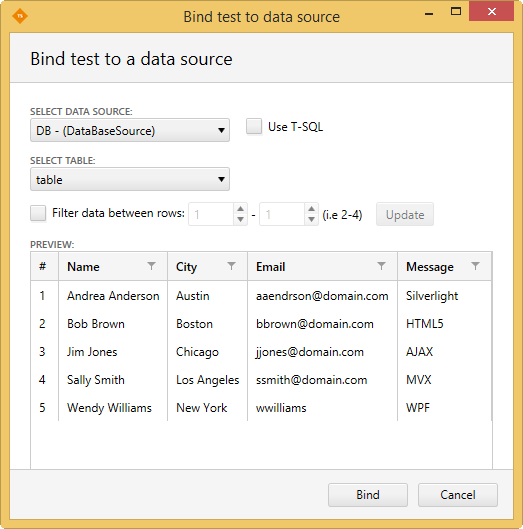 Bind test to data source
Bind test to a data source
SELECT DATA SOURCE:
DB - (DataBaseSource) Use T-SQL
SELECT TABLE:
table
Filter data between rows: 1 - 1 (i.e 2-4) Update
PREVIEW:
# Name City Email Message
1 Andrea Anderson Austin aaendrson@domain.com Silverlight
2 Bob Brown Boston bbrown@domain.com HTML5
3 Jim Jones Chicago jjones@domain.com AJAX
4 Sally Smith Los Angeles ssmith@domain.com MVX
5 Wendy Williams New York wwilliams WPF
Bind Cancel